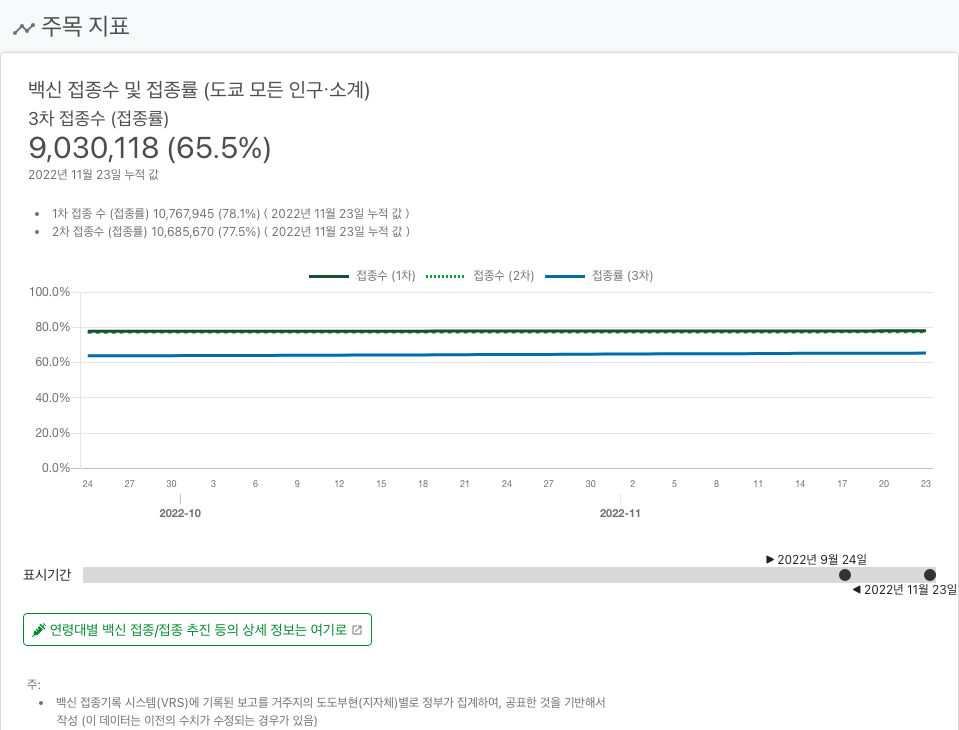 주목 지표
백신 접종수 및 접종률 (도쿄 모든 인구·소계)
3차 접종수 (접종률)
9,030,118 (65.5%)
2022년 11월 23일 누적 값
• 1차 접종 수 (접종률) 10,767,945 (78.1%) ( 2022년 11월 23일 누적 값 )
• 2차 접종수 (접종률) 10,685,670 (77.5%) ( 2022년 11월 23일 누적 값 )
접종수 (1차) 접종수 (2차) 접종률 (3차)
100.0%
80.0%
60.0%
40.0%
20.0%
0.0%
24 27 30 3 6 9 12 15 18 21 24 27 30 2 5 8 11 14 17 20 23
2022-10 2022-11
▶ 2022년 9월 24일
표시기간
◀ 2022년 11월 23일
연령대별 백신 접종/접종 추진 등의 상세 정보는 여기로
주:
• 백신 접종기록 시스템(VRS)에 기록된 보고를 거주지의 도도부현(지자체)별로 정부가 집계하여, 공표한 것을 기반해서
작성 (이 데이터는 이전의 수치가 수정되는 경우가 있음)